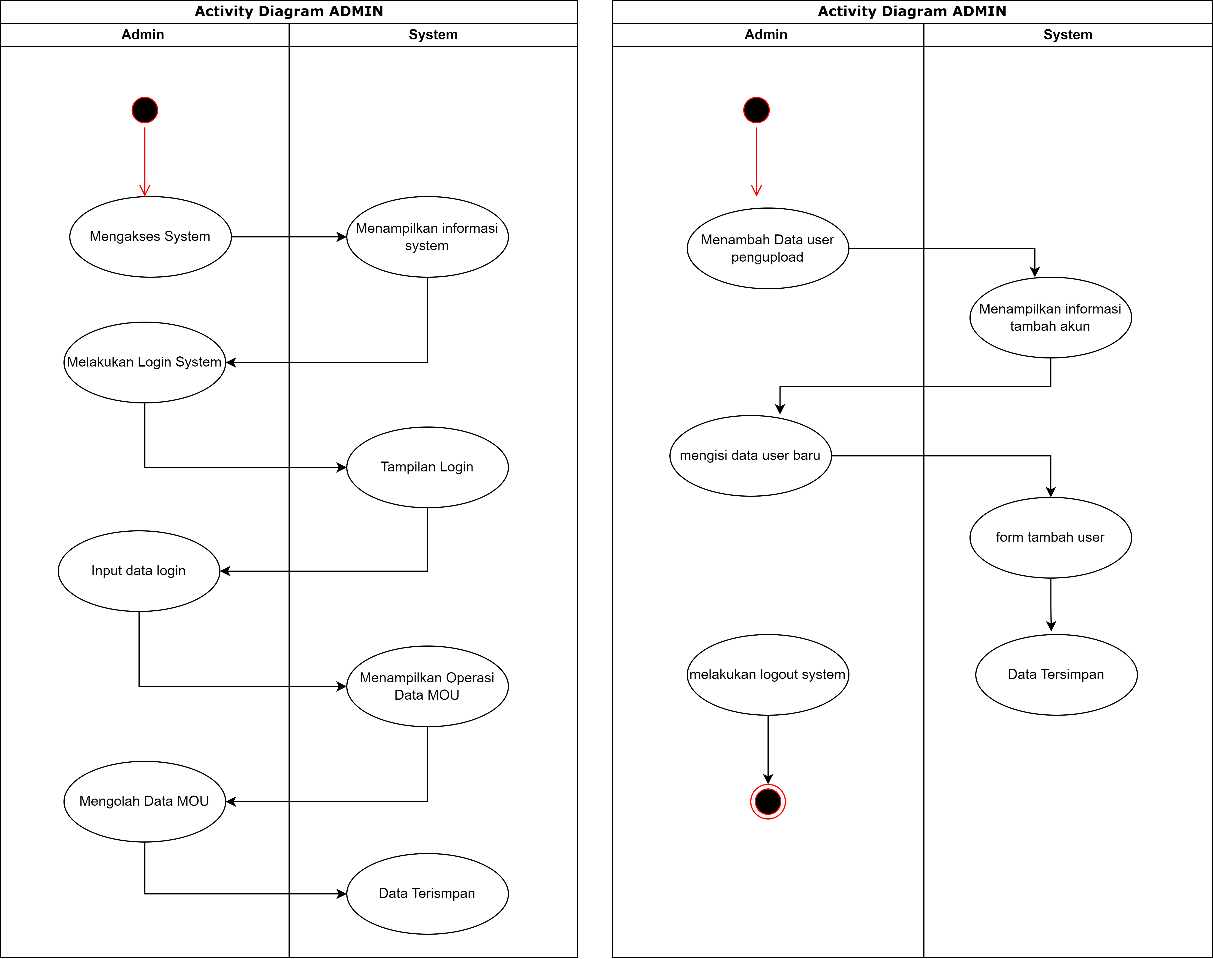 Activity Diagram ADMIN
Admin
System
Mengakses System
Menampilkan informasi
system
Melakukan Login System
Tampilan Login
Input data login
Menampilkan Operasi
Data MOU
Mengolah Data MOU
Data Terismpan
Activity Diagram ADMIN
Admin
System
Menambah Data user
pengupload
Menampilkan informasi
tambah akun
mengisi data user baru
form tambah user
melakukan logout system
Data Tersimpan